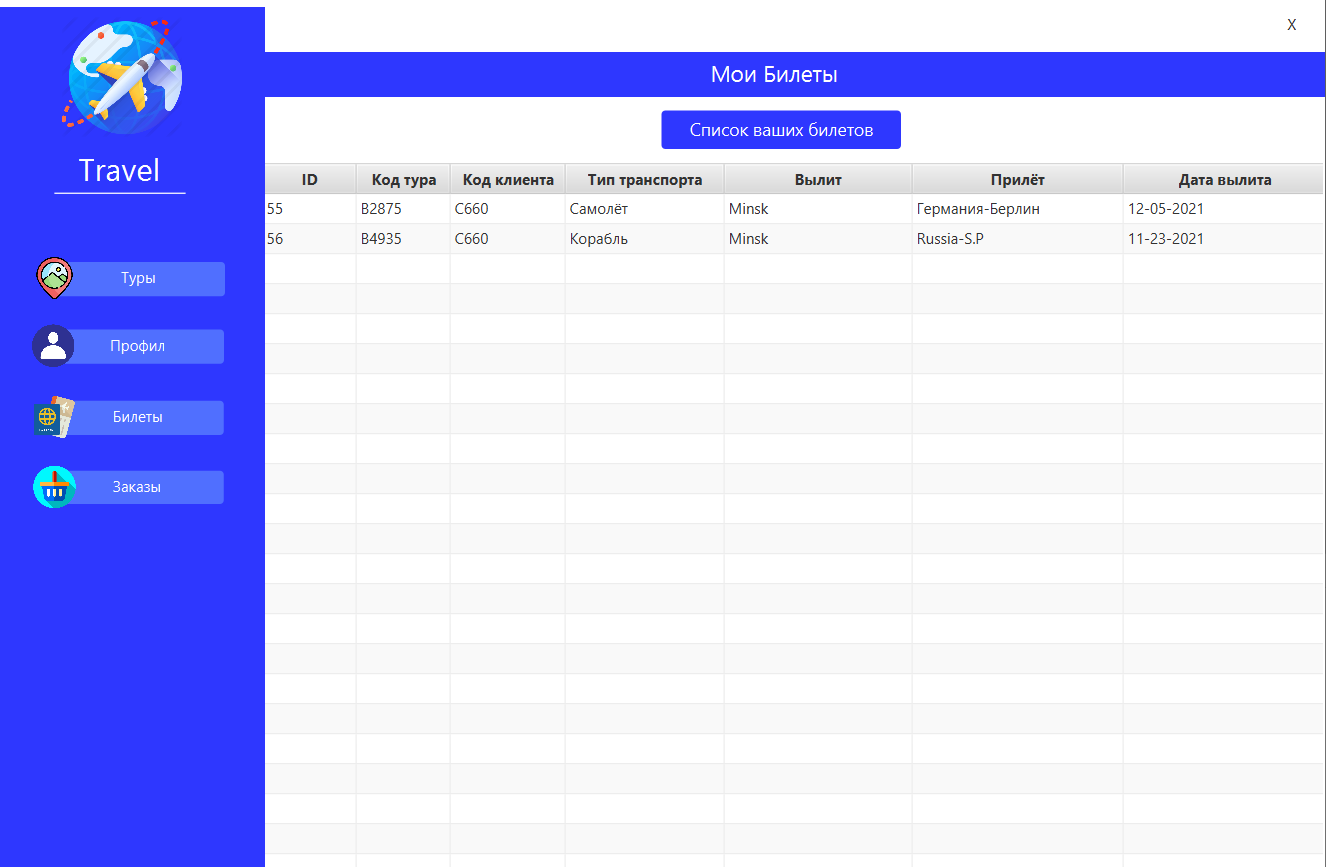 X
Travel
Туры
Профил
Билеты
Заказы
Мои Билеты
Список ваших билетов
ID Код тура Код клиента Тип транспорта Вылит Прилёт Дата вылита
55 B2875 C660 Самолёт Minsk Германия-Берлин 12-05-2021
56 B4935 C660 Корабль Minsk Russia-S.P 11-23-2021